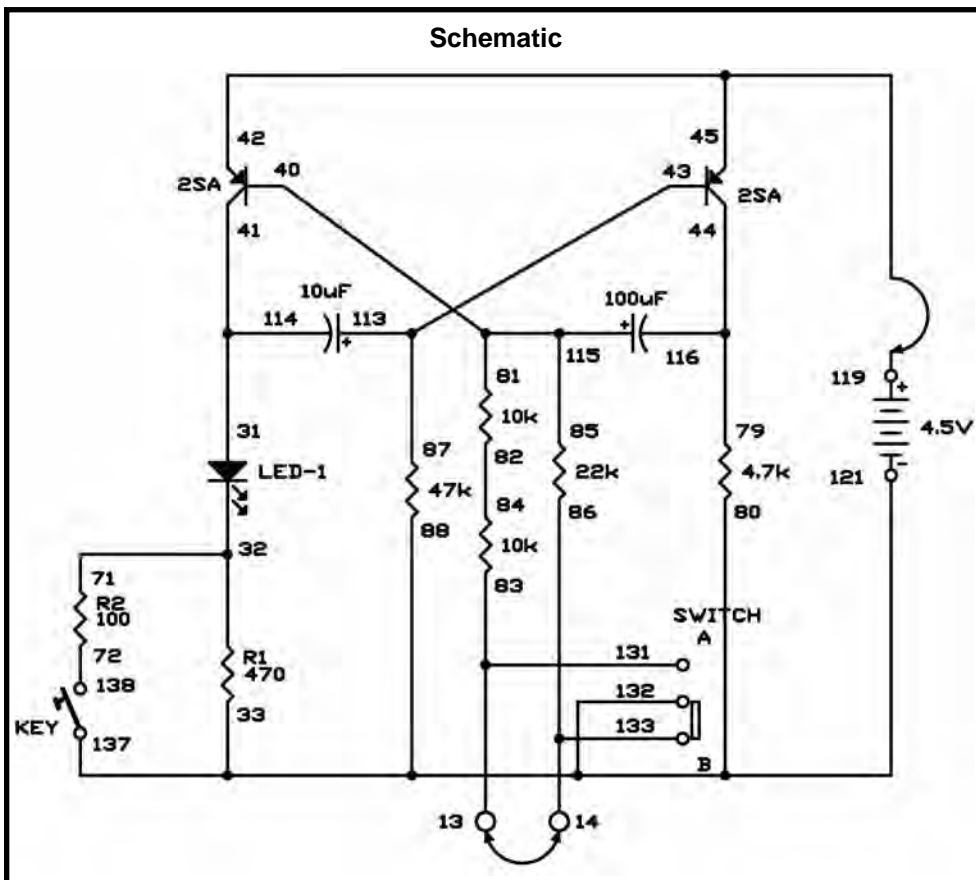 Schematic
42
45
40
43
2SA
2SA
41
44
10uF
100uF
114
113
115
116
119
+
+
+
4.5V
-
121
81
10k
82
84
10k
83
85
22k
86
79
4.7k
80
31
LED-1
32
87
47k
88
71
R2
100
72
138
KEY
137
R1
470
33
SWITCH
A
131
132
133
B
13
14